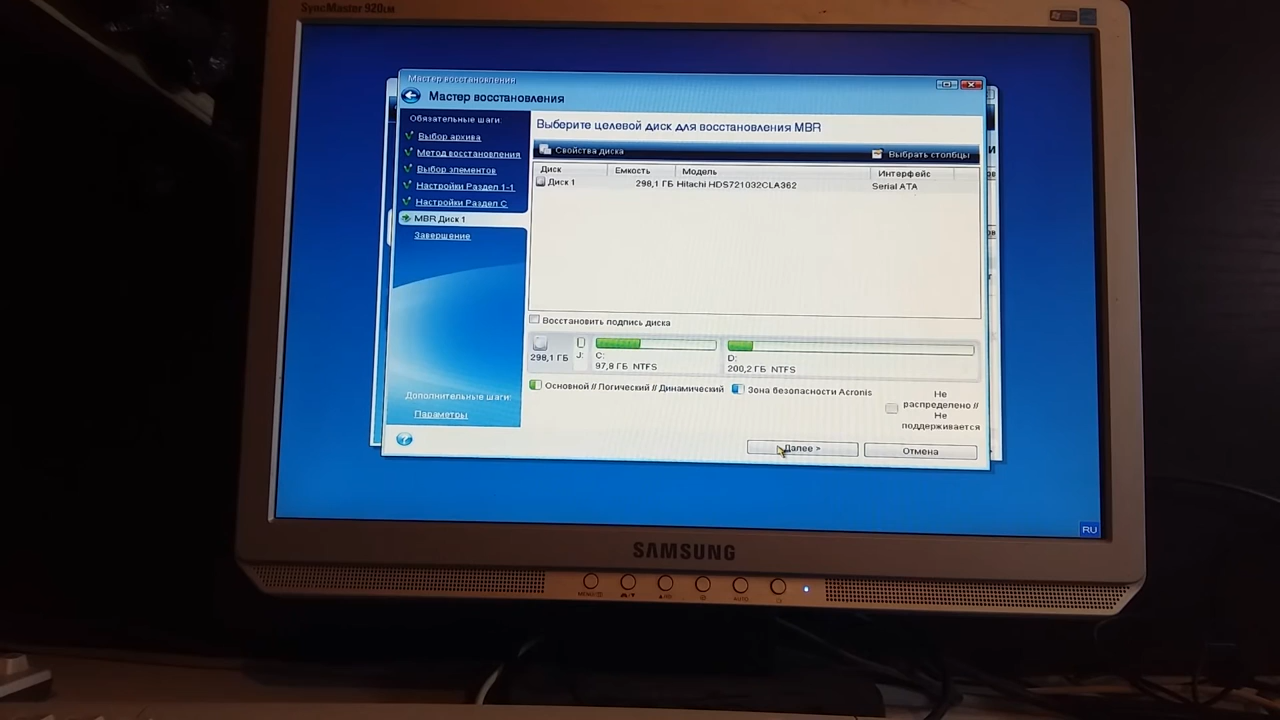 SyncMaster 920LM
Мастер восстановления
Мастер восстановления
Обязательные шаги:
Выбор архива
Метод восстановления
Выбор элементов
Настройки Раздел 1-1
Настройки Раздел C
MBR Диск 1
Завершение
Дополнительные шаги:
Параметры
Выберите целевой диск для восстановления MBR
Свойства диска
Выбрать столбцы
Диск Емкость Модель Интерфейс
Диск 1 298,1 ГБ Hitachi HDS721032CLA362 Serial ATA
Восстановить подпись диска
298,1 ГБ
J:
C:
97,8 ГБ NTFS
D:
200,2 ГБ NTFS
Основной // Логический // Динамический
Зона безопасности Acronis
Не
распределено //
Не
поддерживается
Далее >
Отмена
RU
SAMSUNG
AUTO